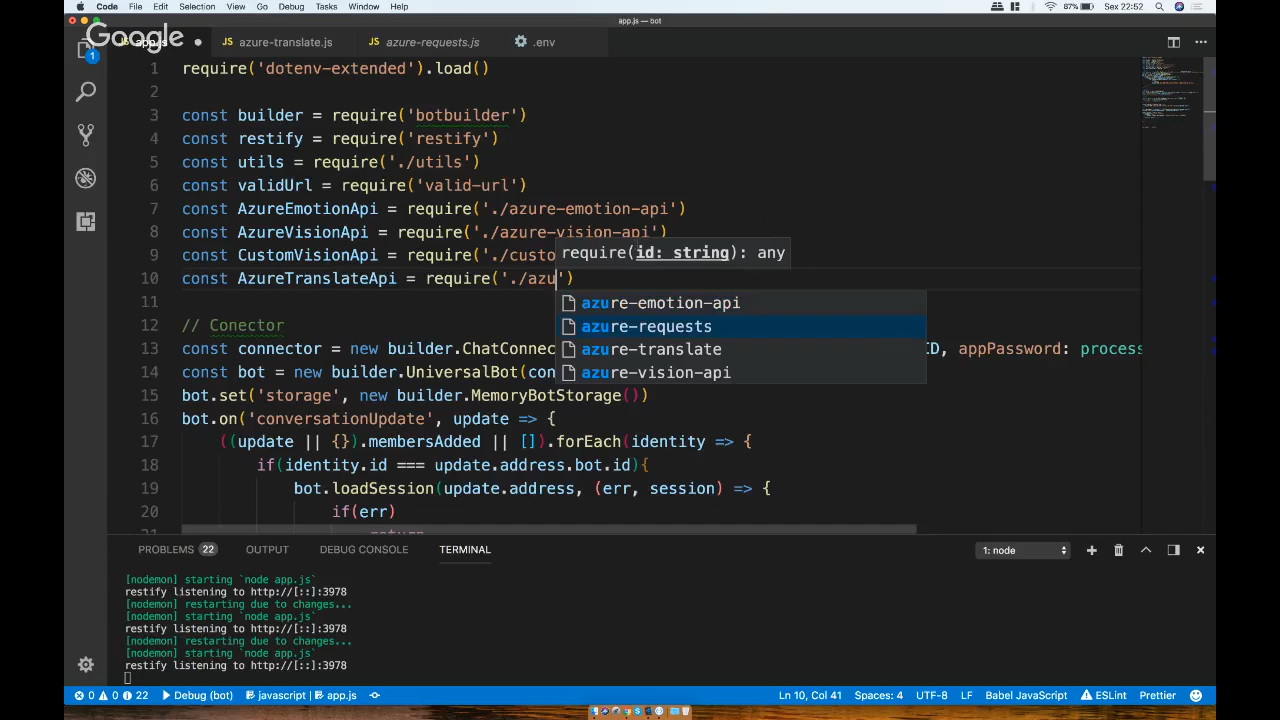 Code File Edit Selection View Go Debug Tasks Window Help 87% Sex 22:52
app.js — bot
Google
app.js azure-translate.js azure-requests.js .env
1
1 require('dotenv-extended').load()
2
3 const builder = require('botbuilder')
4 const restify = require('restify')
5 const utils = require('./utils')
6 const validUrl = require('valid-url')
7 const AzureEmotionApi = require('./azure-emotion-api')
8 const AzureVisionApi = require('./azure-vision-api')
9 const CustomVisionApi = require('./custo
require(id: string): any
10 const AzureTranslateApi = require('./azu')
11
azure-emotion-api
azure-requests
azure-translate
azure-vision-api
12 // Conector
13 const connector = new builder.ChatConnec ID, appPassword: process
14 const bot = new builder.UniversalBot(con
15 bot.set('storage', new builder.MemoryBotStorage())
16 bot.on('conversationUpdate', update => {
17 ((update || {}).membersAdded || []).forEach(identity => {
18 if(identity.id === update.address.bot.id){
19 bot.loadSession(update.address, (err, session) => {
20 if(err)
21 return
PROBLEMS 22 OUTPUT DEBUG CONSOLE TERMINAL 1: node
[nodemon] starting `node app.js`
restify listening to http://[::]:3978
[nodemon] restarting due to changes...
[nodemon] starting `node app.js`
restify listening to http://[::]:3978
[nodemon] restarting due to changes...
[nodemon] starting `node app.js`
restify listening to http://[::]:3978
0 0 22 Debug (bot) javascript | app.js Ln 10, Col 41 Spaces: 4 UTF-8 LF Babel JavaScript ESLint Prettier